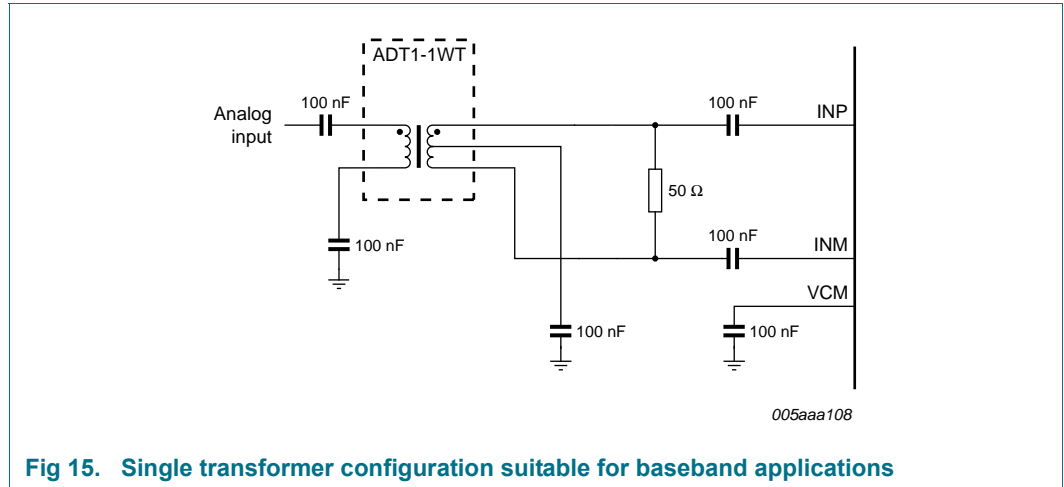 ADT1-1WT
Analog
input
100 nF
100 nF
INP
50 Ω
100 nF
INM
100 nF
VCM
100 nF
100 nF
005aaa108
Fig 15. Single transformer configuration suitable for baseband applications